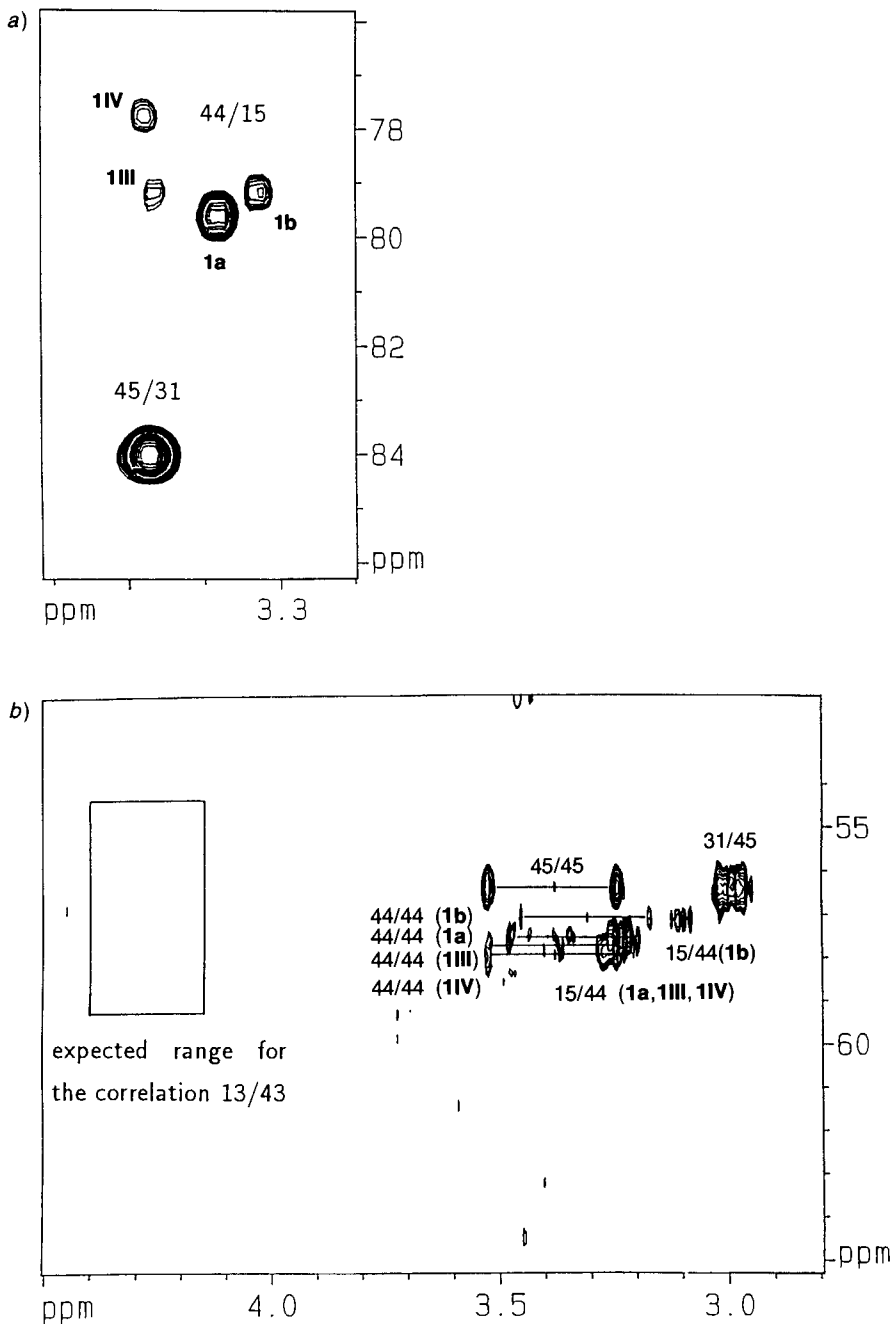 a)
1IV
44/15
78
1III
1b
80
1a
82
45/31
84
ppm
ppm
3.3
b)
55
31/45
45/45
44/44 (1b)
44/44 (1a)
44/44 (1III)
15/44(1b)
44/44 (1IV)
15/44 (1a,1III, 1IV)
60
expected range for
the correlation 13/43
ppm
ppm
4.0
3.5
3.0